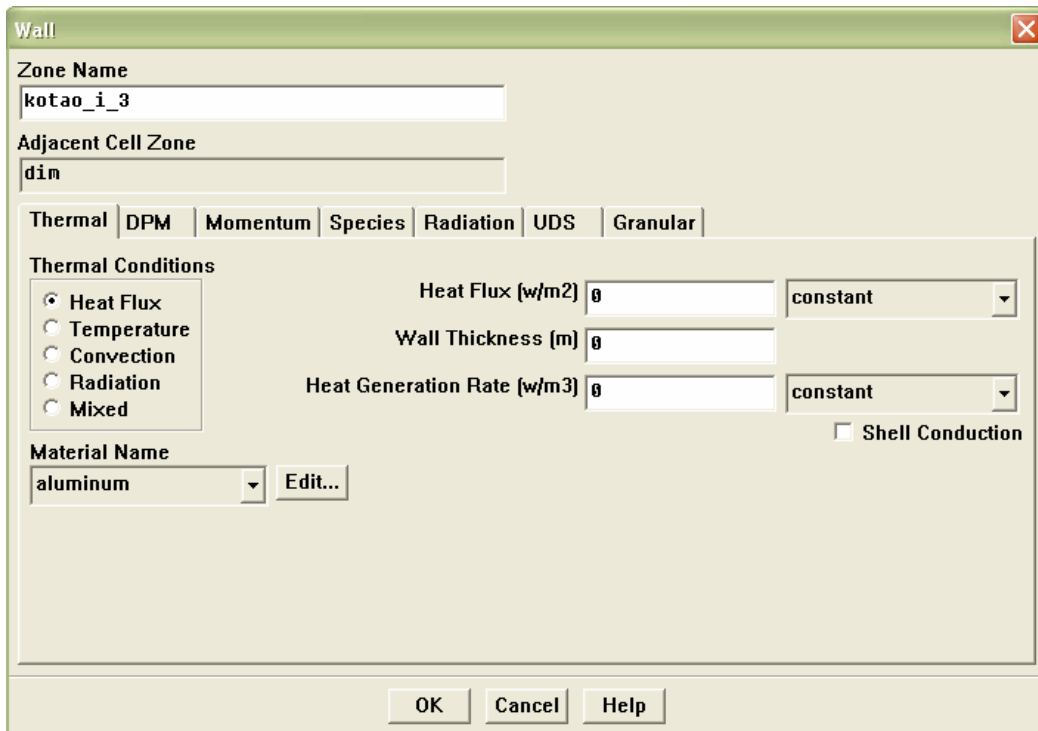 Wall
Zone Name
kotao_i_3
Adjacent Cell Zone
dim
Thermal DPM Momentum Species Radiation UDS Granular
Thermal Conditions
Heat Flux
Temperature
Convection
Radiation
Mixed
Heat Flux (w/m2) 0 constant
Wall Thickness (m) 0
Heat Generation Rate (w/m3) 0 constant
Shell Conduction
Material Name
aluminum Edit...
OK Cancel Help